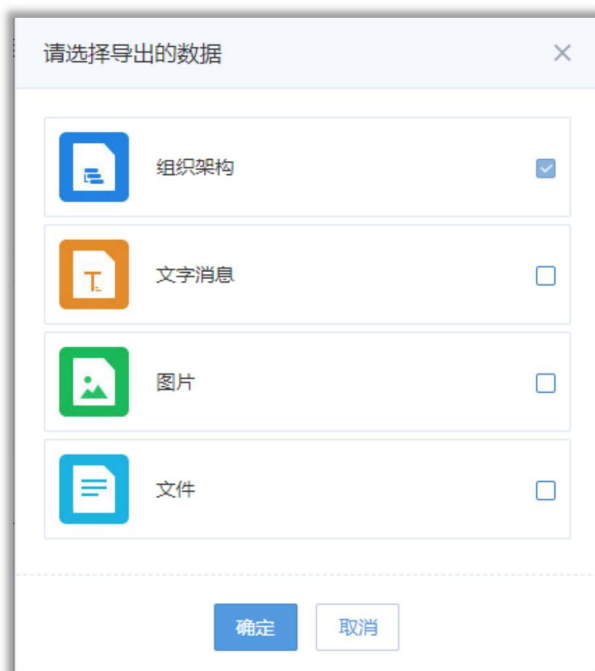 请选择导出的数据
组织架构
文字消息
图片
文件
确定 取消